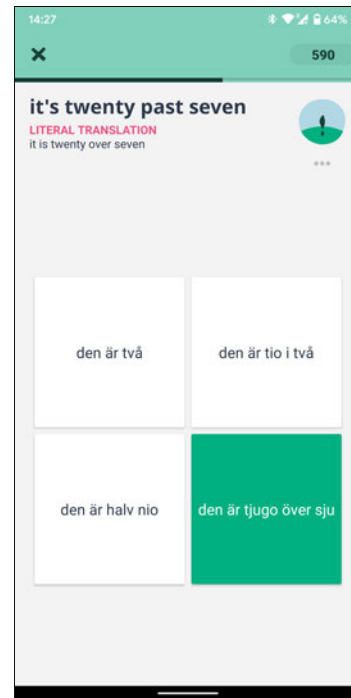 14:27
64%
590
it's twenty past seven
LITERAL TRANSLATION
it is twenty over seven
den är två
den är tio i två
den är halv nio
den är tjugo över sju